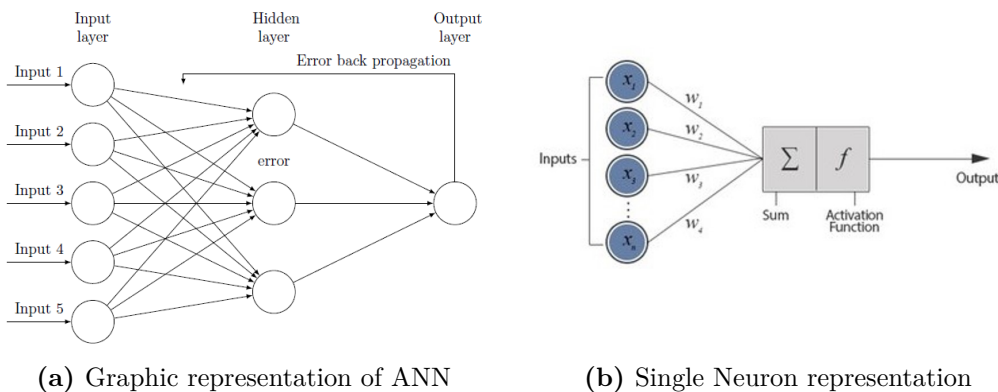 Input
layer
Hidden
layer
Output
layer
Error back propagation
Input 1
Input 2
error
Input 3
Input 4
Input 5
(a) Graphic representation of ANN
x1
x2
x3
xn
w1
w2
w3
w4
Inputs
Σ
f
Output
Sum
Activation
Function
(b) Single Neuron representation